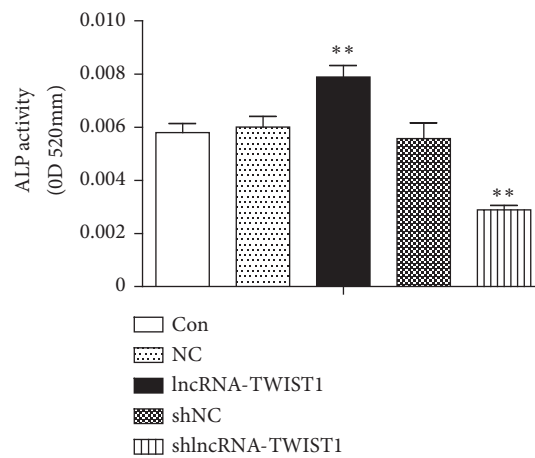 0.010
0.008
0.006
0.004
0.002
0
ALP activity
(0D 520mm)
**
**
Con
NC
lncRNA-TWIST1
shNC
shlncRNA-TWIST1